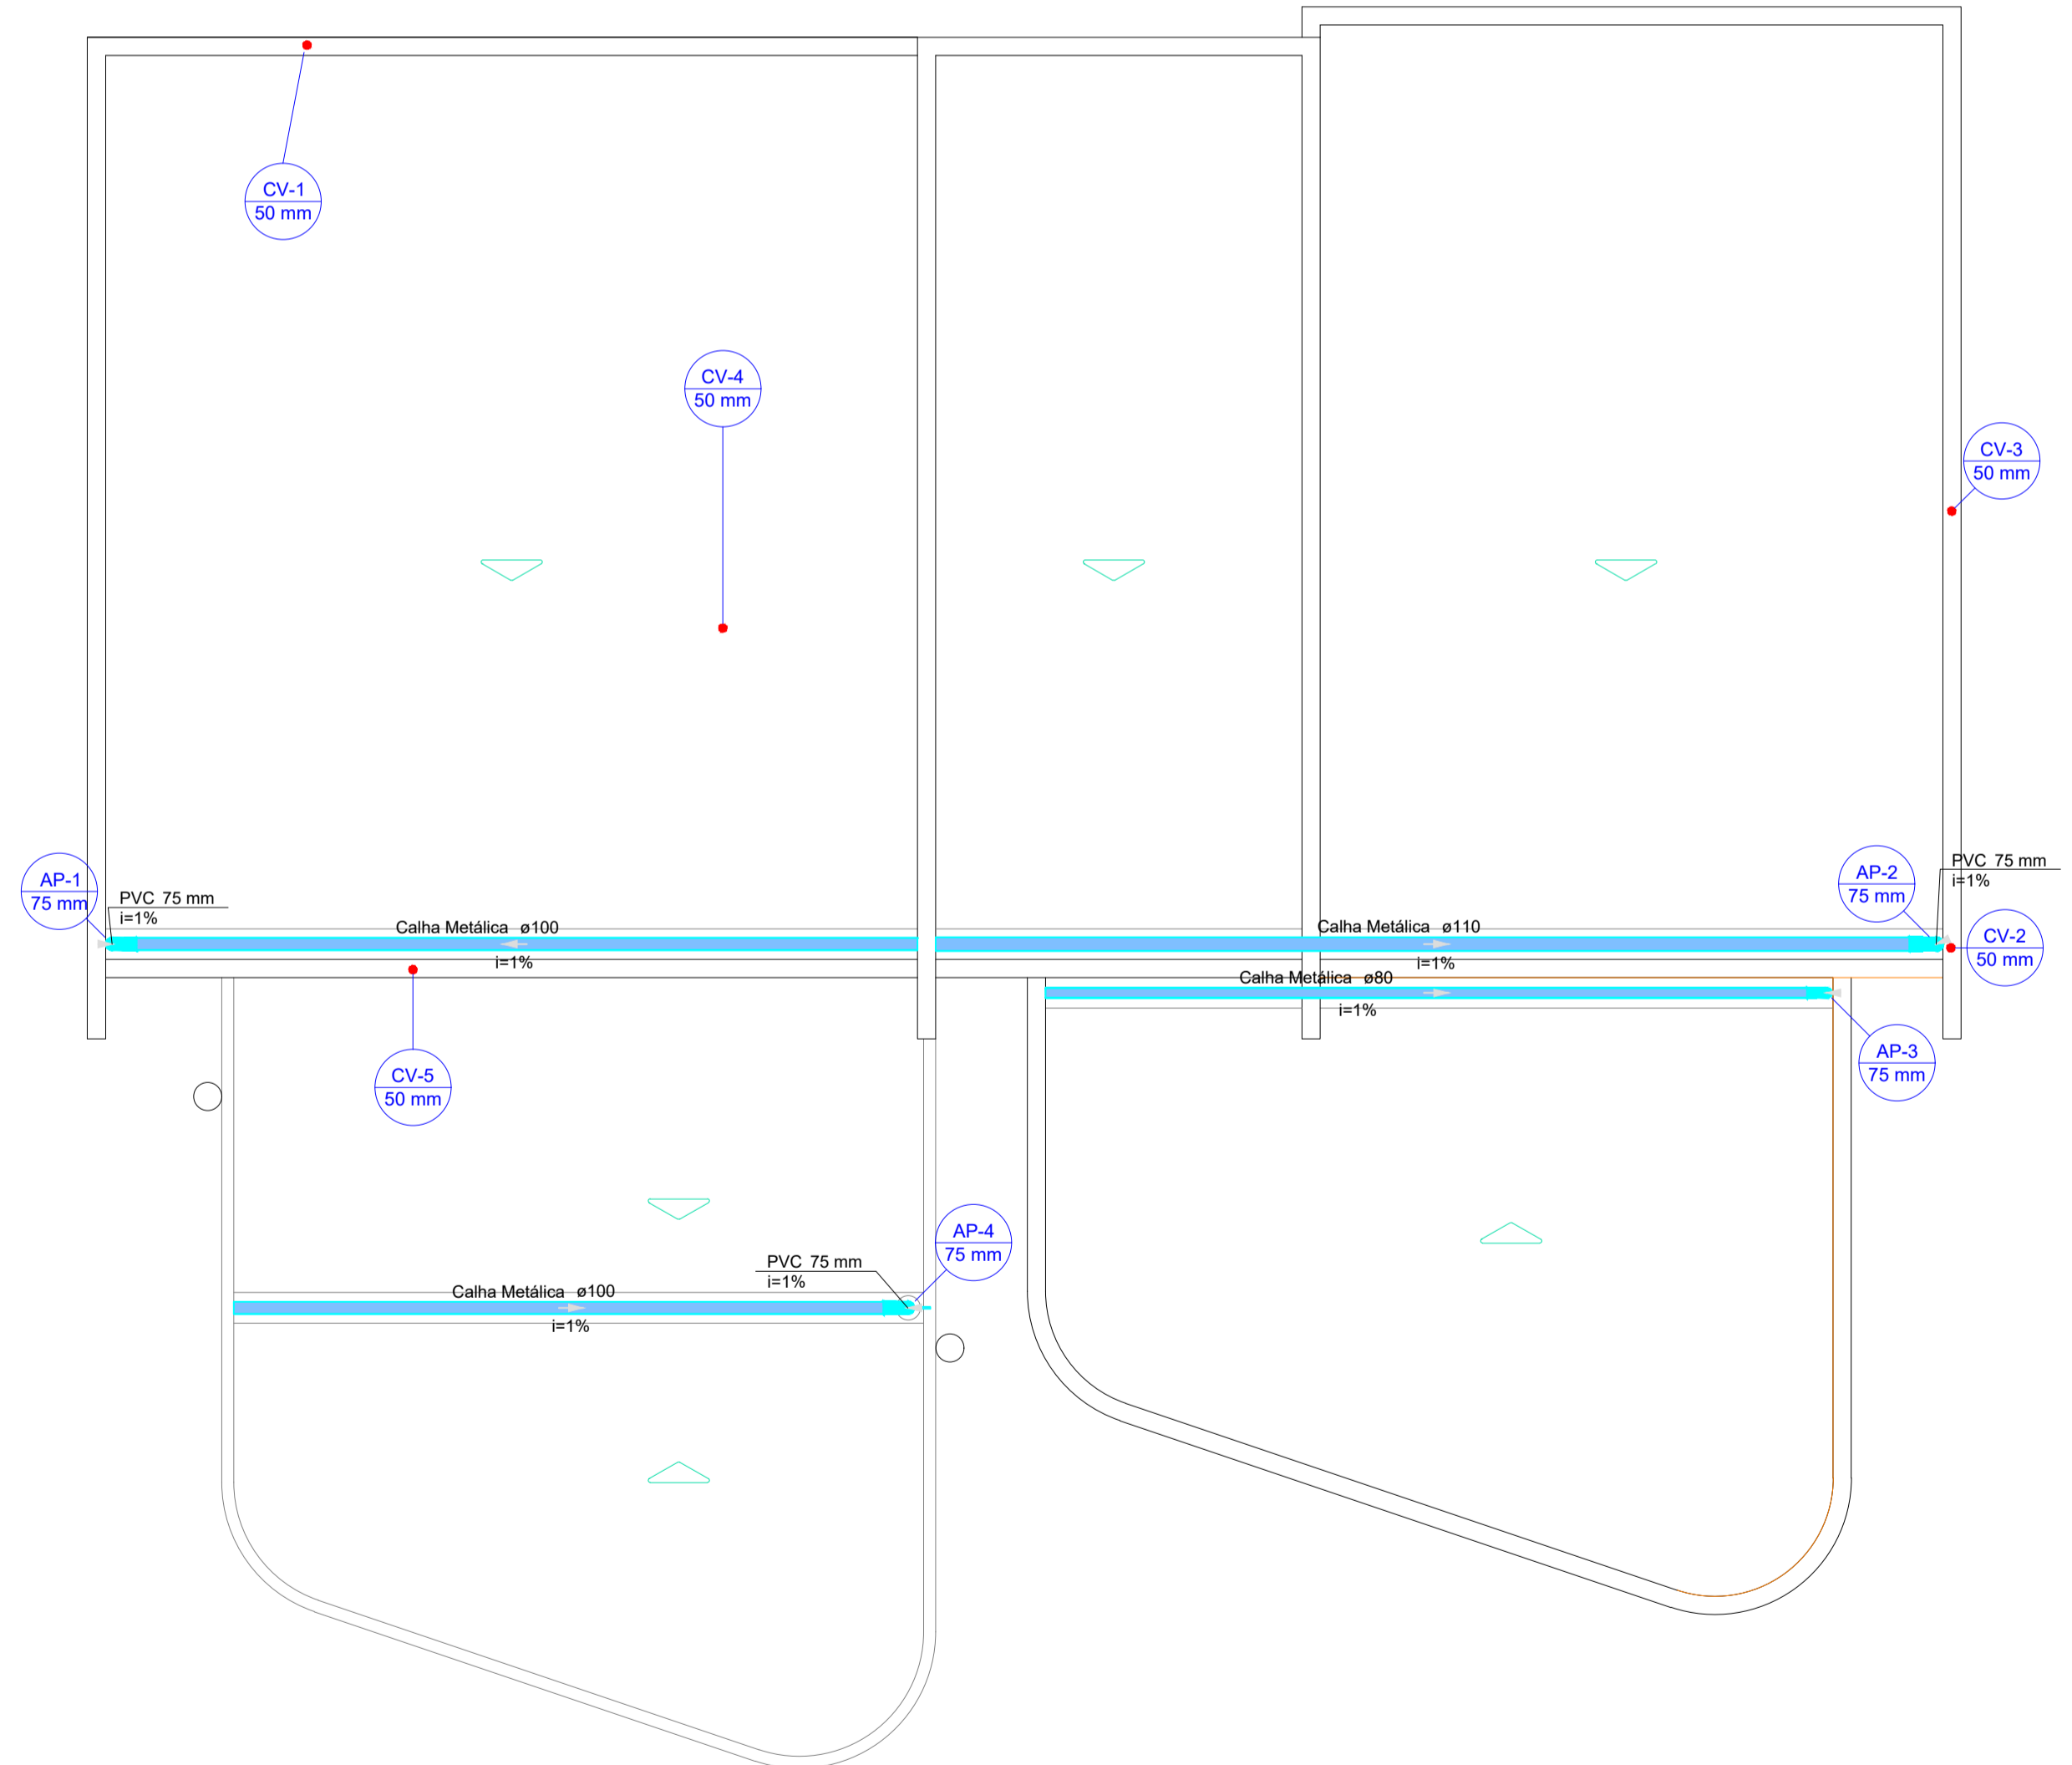 CV-1
50 mm
CV-4
50 mm
CV-3
50 mm
AP-1
75 mm
PVC 75 mm
i=1%
Calha Metálica ø100
i=1%
Calha Metálica ø110
i=1%
AP-2
75 mm
PVC 75 mm
i=1%
CV-2
50 mm
Calha Metálica ø80
i=1%
AP-3
75 mm
CV-5
50 mm
AP-4
75 mm
PVC 75 mm
i=1%
Calha Metálica ø100
i=1%